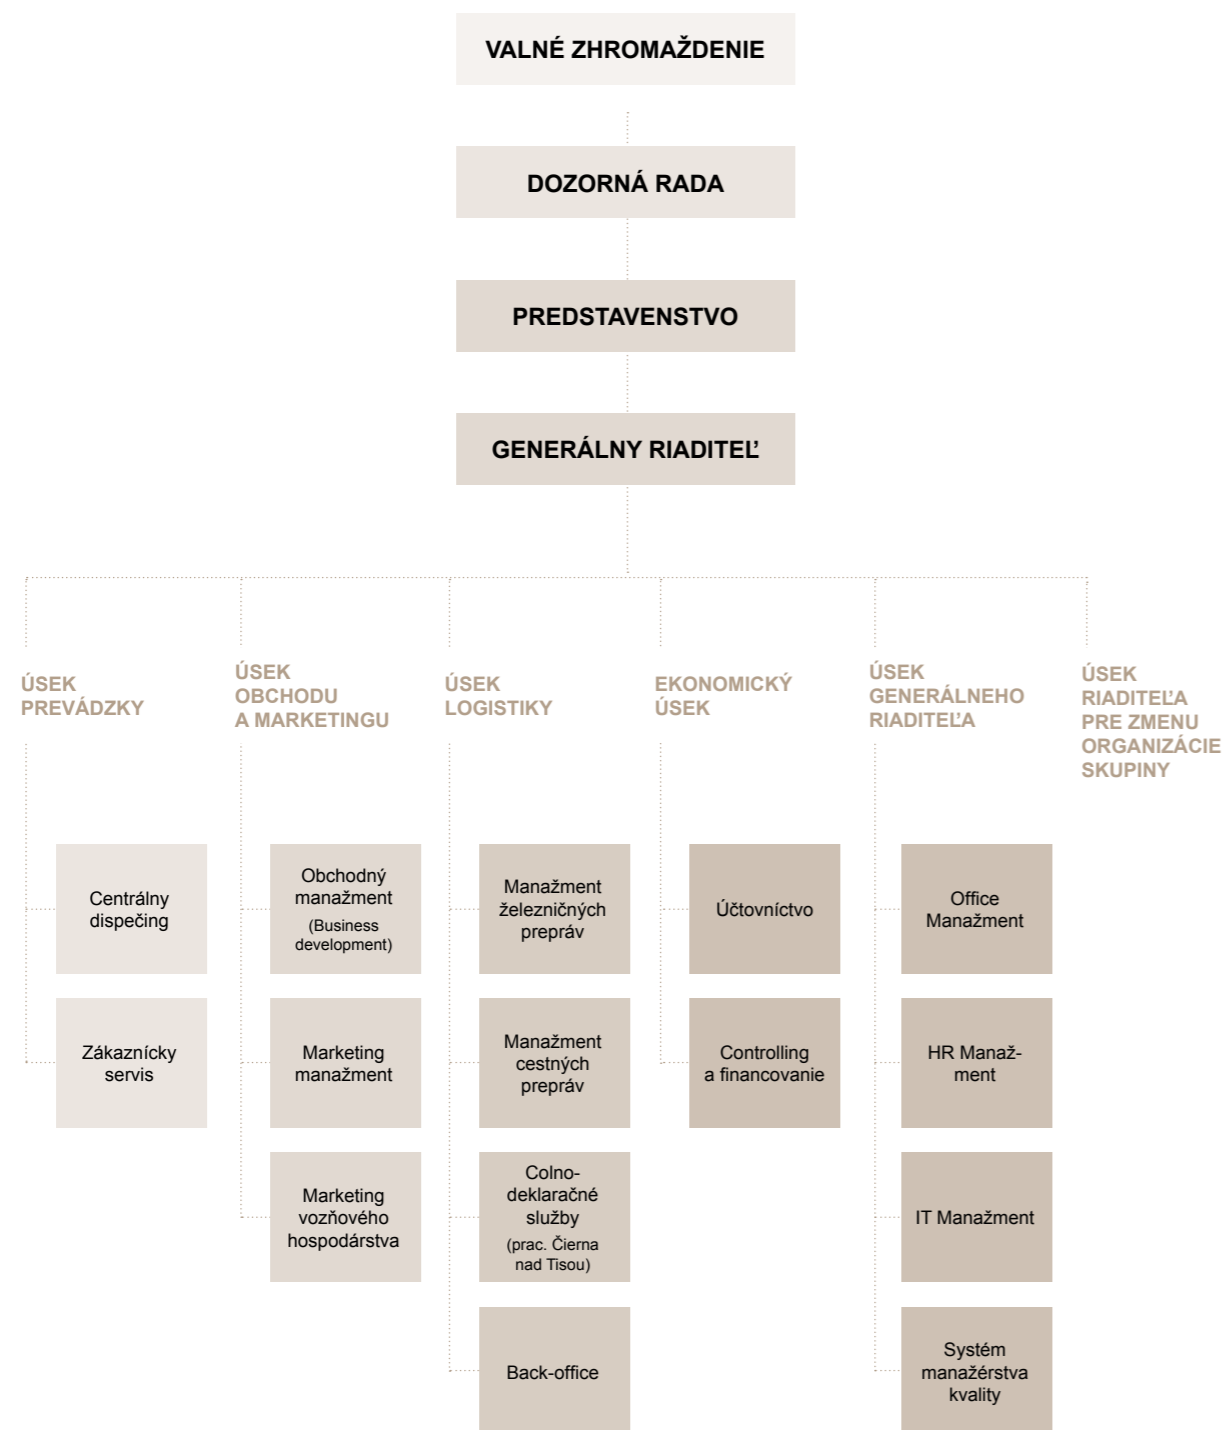 VALNÉ ZHROMAŽDENIE
DOZORNÁ RADA
PREDSTAVENSTVO
GENERÁLNY RIADITEĽ
ÚSEK
PREVÁDZKY
ÚSEK
OBCHODU
A MARKETINGU
ÚSEK
LOGISTIKY
EKONOMICKÝ
ÚSEK
ÚSEK
GENERÁLNEHO
RIADITEĽA
ÚSEK
RIADITEĽA
PRE ZMENU
ORGANIZÁCIE
SKUPINY
Centrálny
dispečing
Obchodný
manažment
(Business
development)
Manažment
železničných
prepráv
Účtovníctvo
Office
Manažment
Zákaznícky
servis
Marketing
manažment
Manažment
cestných
prepráv
Controlling
a financovanie
HR Manaž-
ment
Marketing
vozňového
hospodárstva
Colno-
deklaračné
služby
(prac. Čierna
nad Tisou)
IT Manažment
Back-office
Systém
manažérstva
kvality